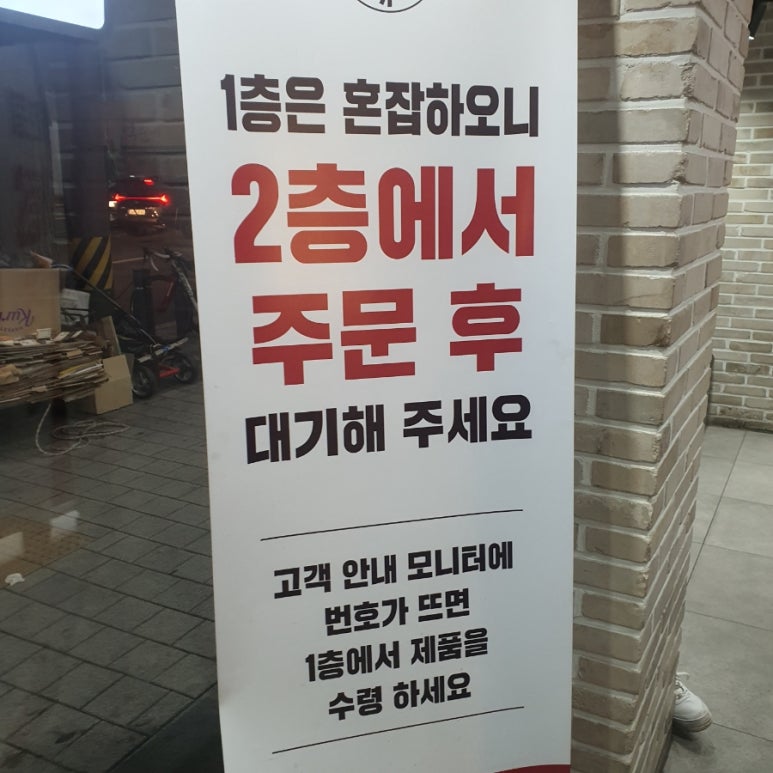 1층은 혼잡하오니
2층에서
주문 후
대기해 주세요
고객 안내 모니터에
번호가 뜨면
1층에서 제품을
수령 하세요